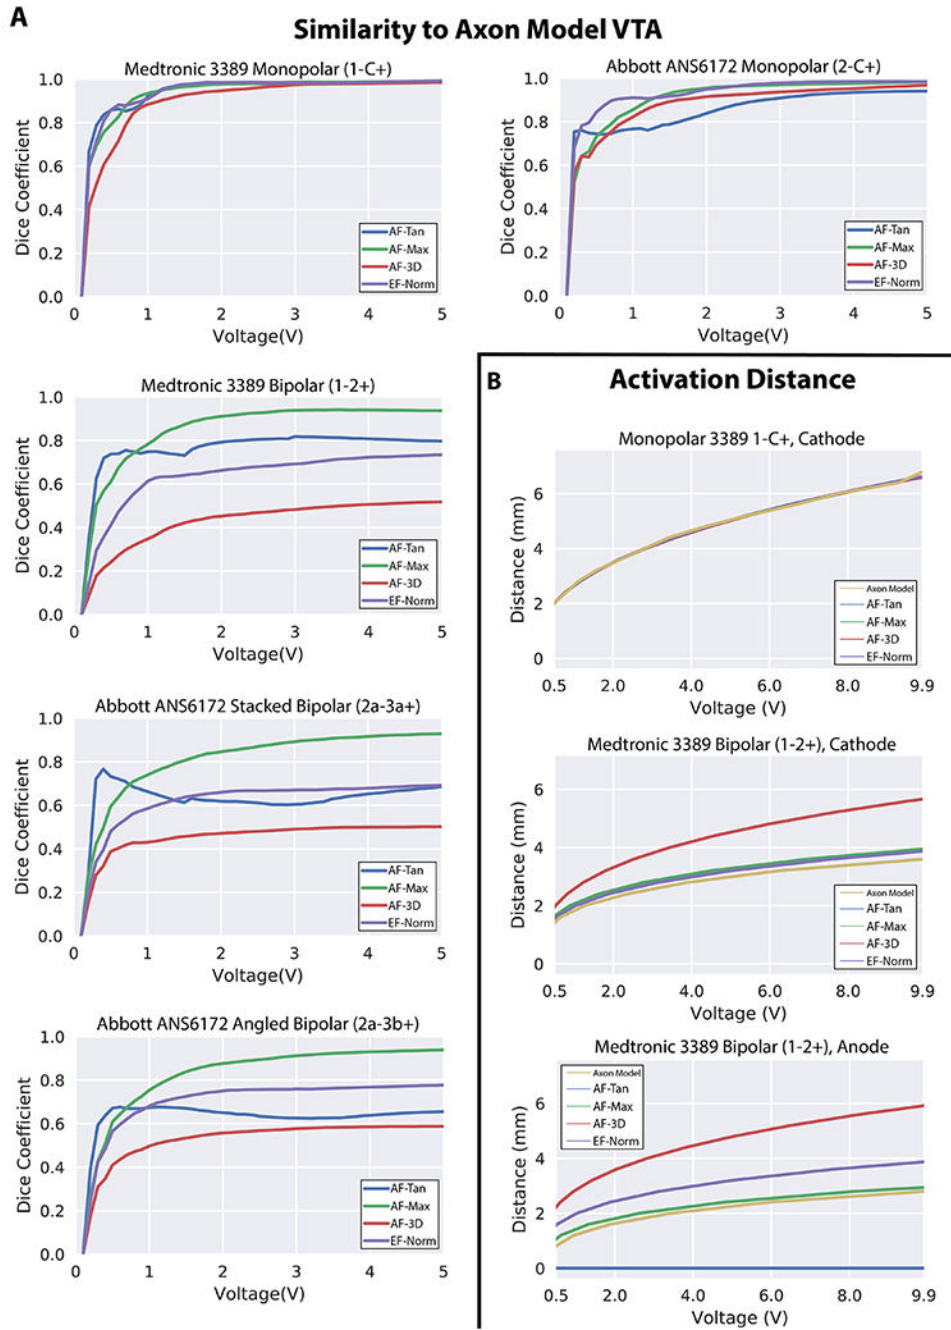 A
Similarity to Axon Model VTA
Medtronic 3389 Monopolar (1-C+)
1.0
0.8
0.6
0.4
0.2
0.0
Dice Coefficient
AF-Tan
AF-Max
AF-3D
EF-Norm
0 1 2 3 4 5
Voltage(V)
Abbott ANS6172 Monopolar (2-C+)
1.0
0.8
0.6
0.4
0.2
0.0
Dice Coefficient
AF-Tan
AF-Max
AF-3D
EF-Norm
0 1 2 3 4 5
Voltage(V)
Medtronic 3389 Bipolar (1-2+)
1.0
0.8
0.6
0.4
0.2
0.0
Dice Coefficient
AF-Tan
AF-Max
AF-3D
EF-Norm
0 1 2 3 4 5
Voltage(V)
Abbott ANS6172 Stacked Bipolar (2a-3a+)
1.0
0.8
0.6
0.4
0.2
0.0
Dice Coefficient
AF-Tan
AF-Max
AF-3D
EF-Norm
0 1 2 3 4 5
Voltage(V)
Abbott ANS6172 Angled Bipolar (2a-3b+)
1.0
0.8
0.6
0.4
0.2
0.0
Dice Coefficient
AF-Tan
AF-Max
AF-3D
EF-Norm
0 1 2 3 4 5
Voltage(V)
B
Activation Distance
Monopolar 3389 1-C+, Cathode
6
4
2
0
Distance (mm)
Axon Model
AF-Tan
AF-Max
AF-3D
EF-Norm
0.5 2.0 4.0 6.0 8.0 9.9
Voltage (V)
Medtronic 3389 Bipolar (1-2+), Cathode
6
4
2
0
Distance (mm)
Axon Model
AF-Tan
AF-Max
AF-3D
EF-Norm
0.5 2.0 4.0 6.0 8.0 9.9
Voltage (V)
Medtronic 3389 Bipolar (1-2+), Anode
Axon Model
AF-Tan
AF-Max
AF-3D
EF-Norm
6
4
2
0
Distance (mm)
0.5 2.0 4.0 6.0 8.0 9.9
Voltage (V)